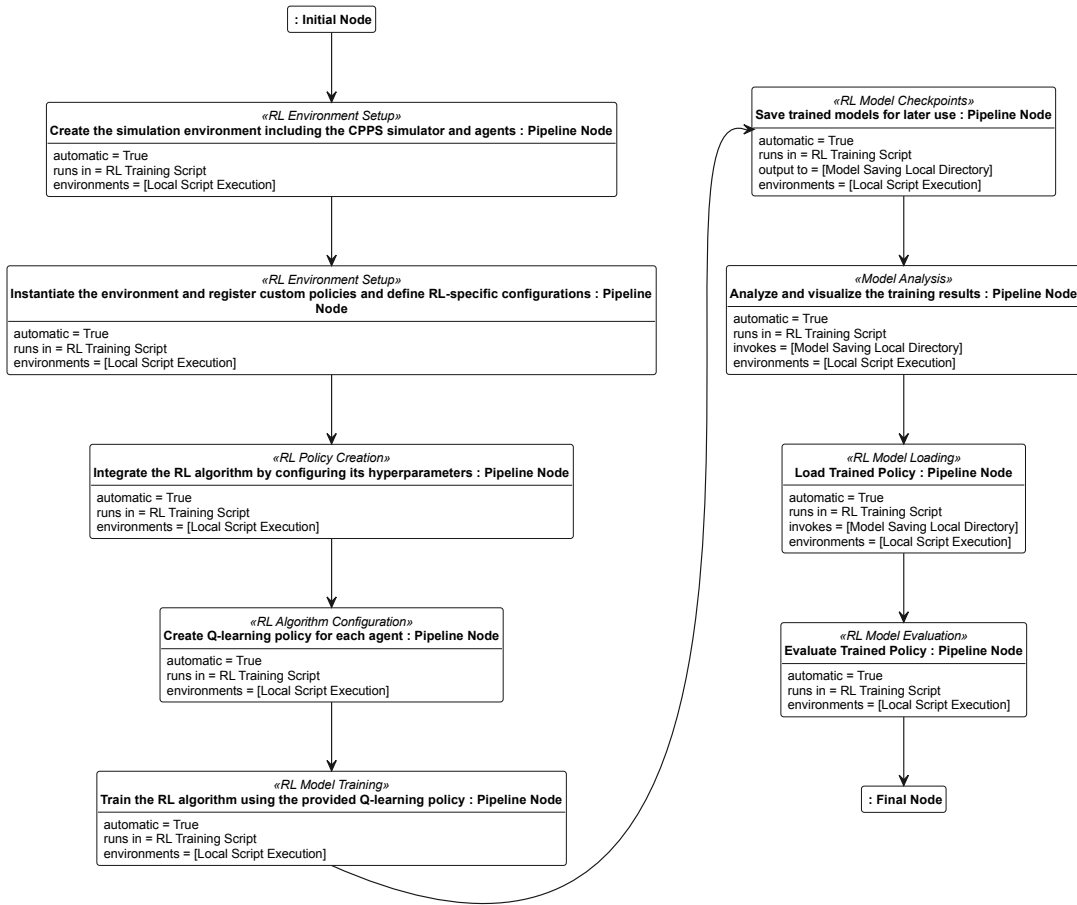 : Initial Node
«RL Environment Setup»
Create the simulation environment including the CPPS simulator and agents : Pipeline Node
automatic = True
runs in = RL Training Script
environments = [Local Script Execution]
«RL Environment Setup»
Instantiate the environment and register custom policies and define RL-specific configurations : Pipeline
Node
automatic = True
runs in = RL Training Script
environments = [Local Script Execution]
«RL Policy Creation»
Integrate the RL algorithm by configuring its hyperparameters : Pipeline Node
automatic = True
runs in = RL Training Script
environments = [Local Script Execution]
«RL Algorithm Configuration»
Create Q-learning policy for each agent : Pipeline Node
automatic = True
runs in = RL Training Script
environments = [Local Script Execution]
«RL Model Training»
Train the RL algorithm using the provided Q-learning policy : Pipeline Node
automatic = True
runs in = RL Training Script
environments = [Local Script Execution]
«RL Model Checkpoints»
Save trained models for later use : Pipeline Node
automatic = True
runs in = RL Training Script
output to = [Model Saving Local Directory]
environments = [Local Script Execution]
«Model Analysis»
Analyze and visualize the training results : Pipeline Node
automatic = True
runs in = RL Training Script
invokes = [Model Saving Local Directory]
environments = [Local Script Execution]
«RL Model Loading»
Load Trained Policy : Pipeline Node
automatic = True
runs in = RL Training Script
invokes = [Model Saving Local Directory]
environments = [Local Script Execution]
«RL Model Evaluation»
Evaluate Trained Policy : Pipeline Node
automatic = True
runs in = RL Training Script
environments = [Local Script Execution]
: Final Node